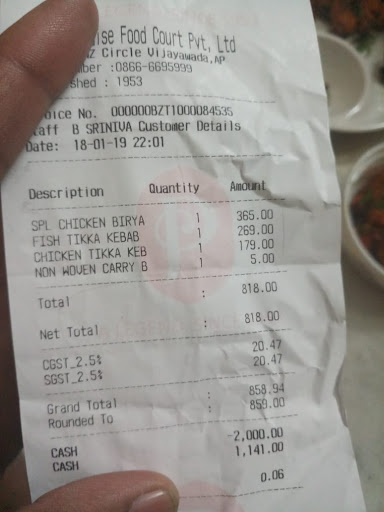 ise Food Court Pvt, Ltd
Circle Vijayawada,AP
mber :0866-6695999
shed : 1953
oice No. 000000BZT1000084535
taff B SRINIVA Customer Details
Date: 18-01-19 22:01
Description Quantity Amount
SPL CHICKEN BIRYA 1 365.00
FISH TIKKA KEBAB 1 269.00
CHICKEN TIKKA KEB 1 179.00
NON WOVEN CARRY B 1 5.00
Total : 818.00
Net Total : 818.00
CGST_2.5% 20.47
SGST_2.5% 20.47
Grand Total : 858.94
Rounded To : 859.00
CASH -2,000.00
CASH 1,141.00
0.06